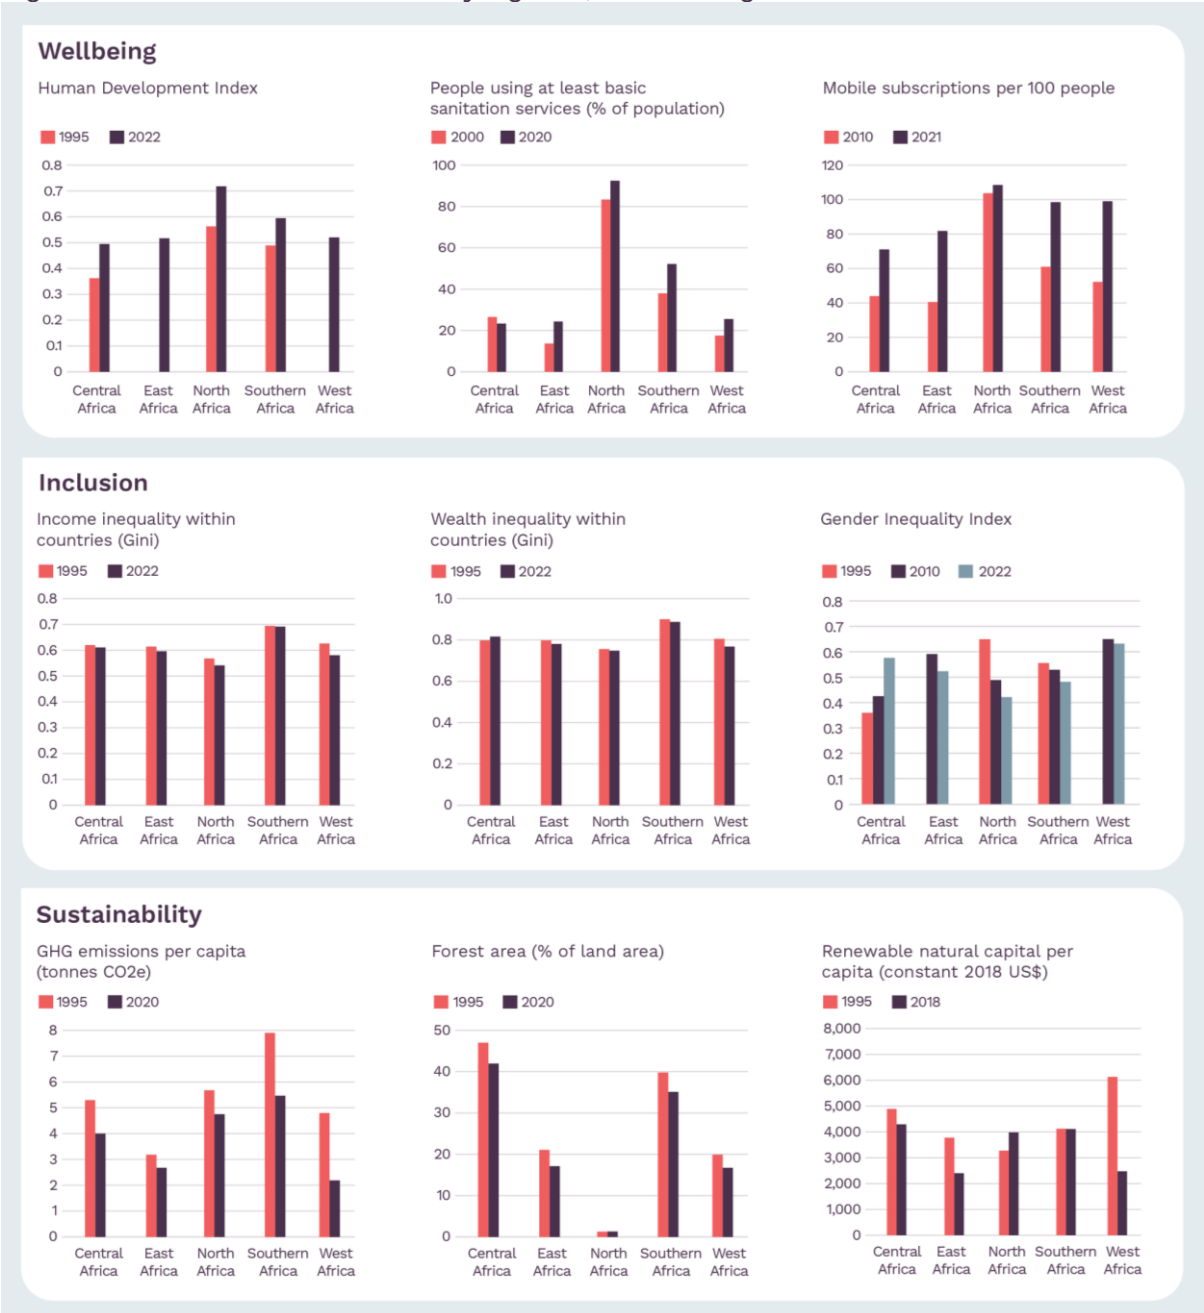 Wellbeing
Human Development Index
1995 2022
0.8
0.7
0.6
0.5
0.4
0.3
0.2
0.1
0
Central Africa
East Africa
North Africa
Southern Africa
West Africa
People using at least basic
sanitation services (% of population)
2000 2020
100
80
60
40
20
0
Central Africa
East Africa
North Africa
Southern Africa
West Africa
Mobile subscriptions per 100 people
2010 2021
120
100
80
60
40
20
0
Central Africa
East Africa
North Africa
Southern Africa
West Africa
Inclusion
Income inequality within
countries (Gini)
1995 2022
0.8
0.7
0.6
0.5
0.4
0.3
0.2
0.1
0
Central Africa
East Africa
North Africa
Southern Africa
West Africa
Wealth inequality within
countries (Gini)
1995 2022
1.0
0.8
0.6
0.4
0.2
0
Central Africa
East Africa
North Africa
Southern Africa
West Africa
Gender Inequality Index
1995 2010 2022
0.8
0.7
0.6
0.5
0.4
0.3
0.2
0.1
0
Central Africa
East Africa
North Africa
Southern Africa
West Africa
Sustainability
GHG emissions per capita
(tonnes CO2e)
1995 2020
8
7
6
5
4
3
2
1
0
Central Africa
East Africa
North Africa
Southern Africa
West Africa
Forest area (% of land area)
1995 2020
50
40
30
20
10
0
Central Africa
East Africa
North Africa
Southern Africa
West Africa
Renewable natural capital per
capita (constant 2018 US$)
1995 2018
8,000
7,000
6,000
5,000
4,000
3,000
2,000
1,000
0
Central Africa
East Africa
North Africa
Southern Africa
West Africa